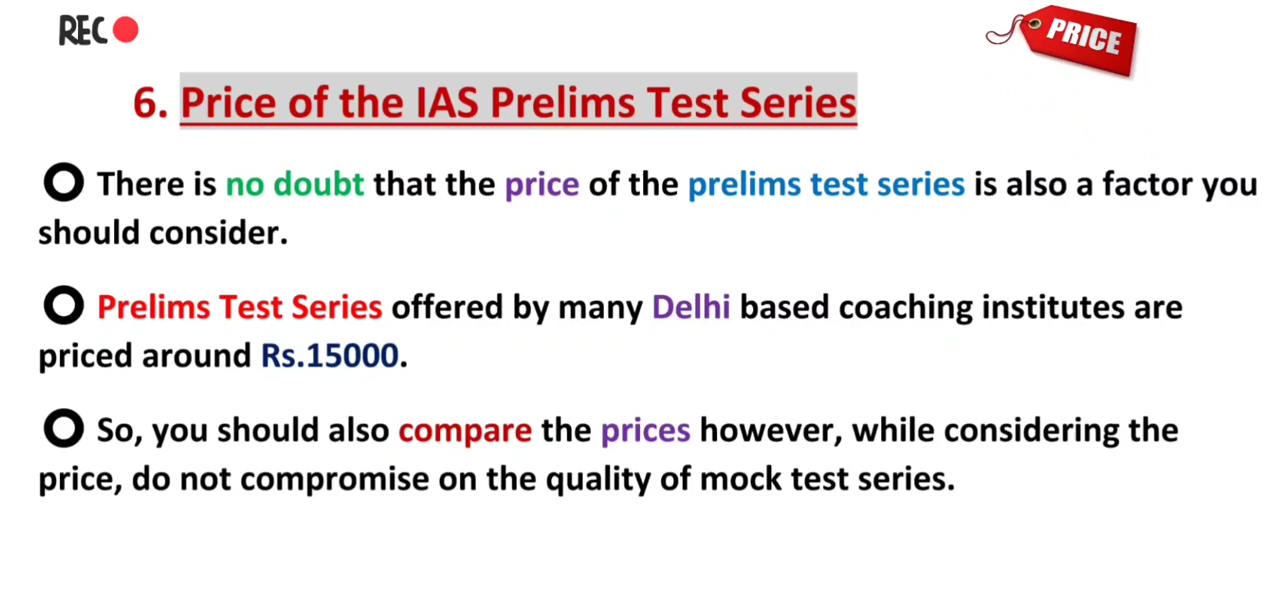 REC
PRICE
6. Price of the IAS Prelims Test Series
There is no doubt that the price of the prelims test series is also a factor you
should consider.
Prelims Test Series offered by many Delhi based coaching institutes are
priced around Rs.15000.
So, you should also compare the prices however, while considering the
price, do not compromise on the quality of mock test series.